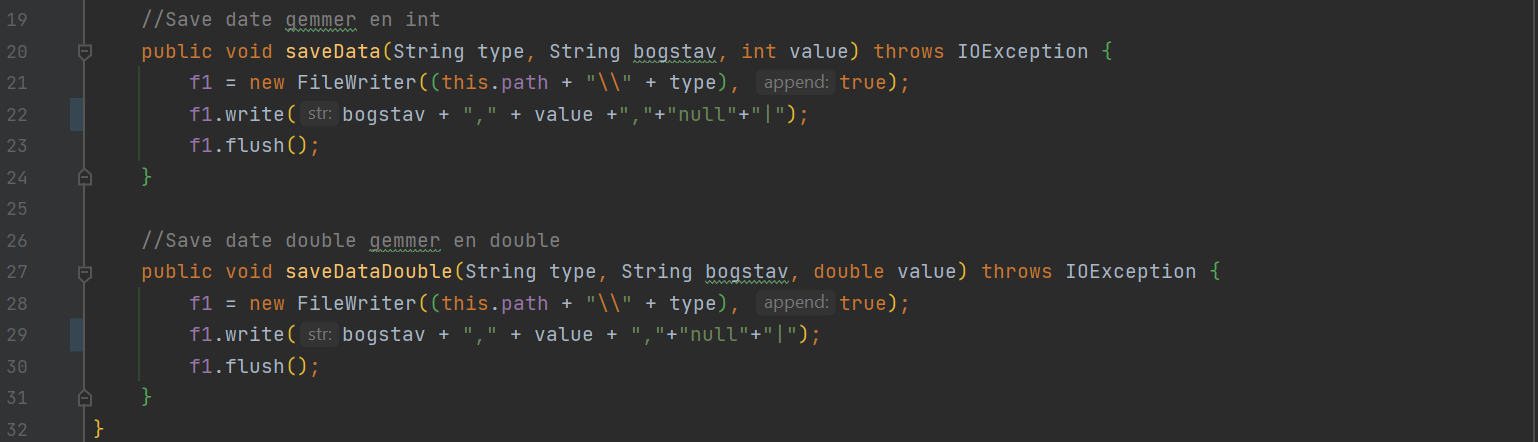 19 //Save date gemmer en int
20 public void saveData(String type, String bogstav, int value) throws IOException {
21 f1 = new FileWriter((this.path + "\\" + type), append: true);
22 f1.write( str: bogstav + "," + value +","+"null"+"|");
23 f1.flush();
24 }
25
26 //Save date double gemmer en double
27 public void saveDataDouble(String type, String bogstav, double value) throws IOException {
28 f1 = new FileWriter((this.path + "\\" + type), append: true);
29 f1.write( str: bogstav + "," + value + ","+"null"+"|");
30 f1.flush();
31 }
32 }